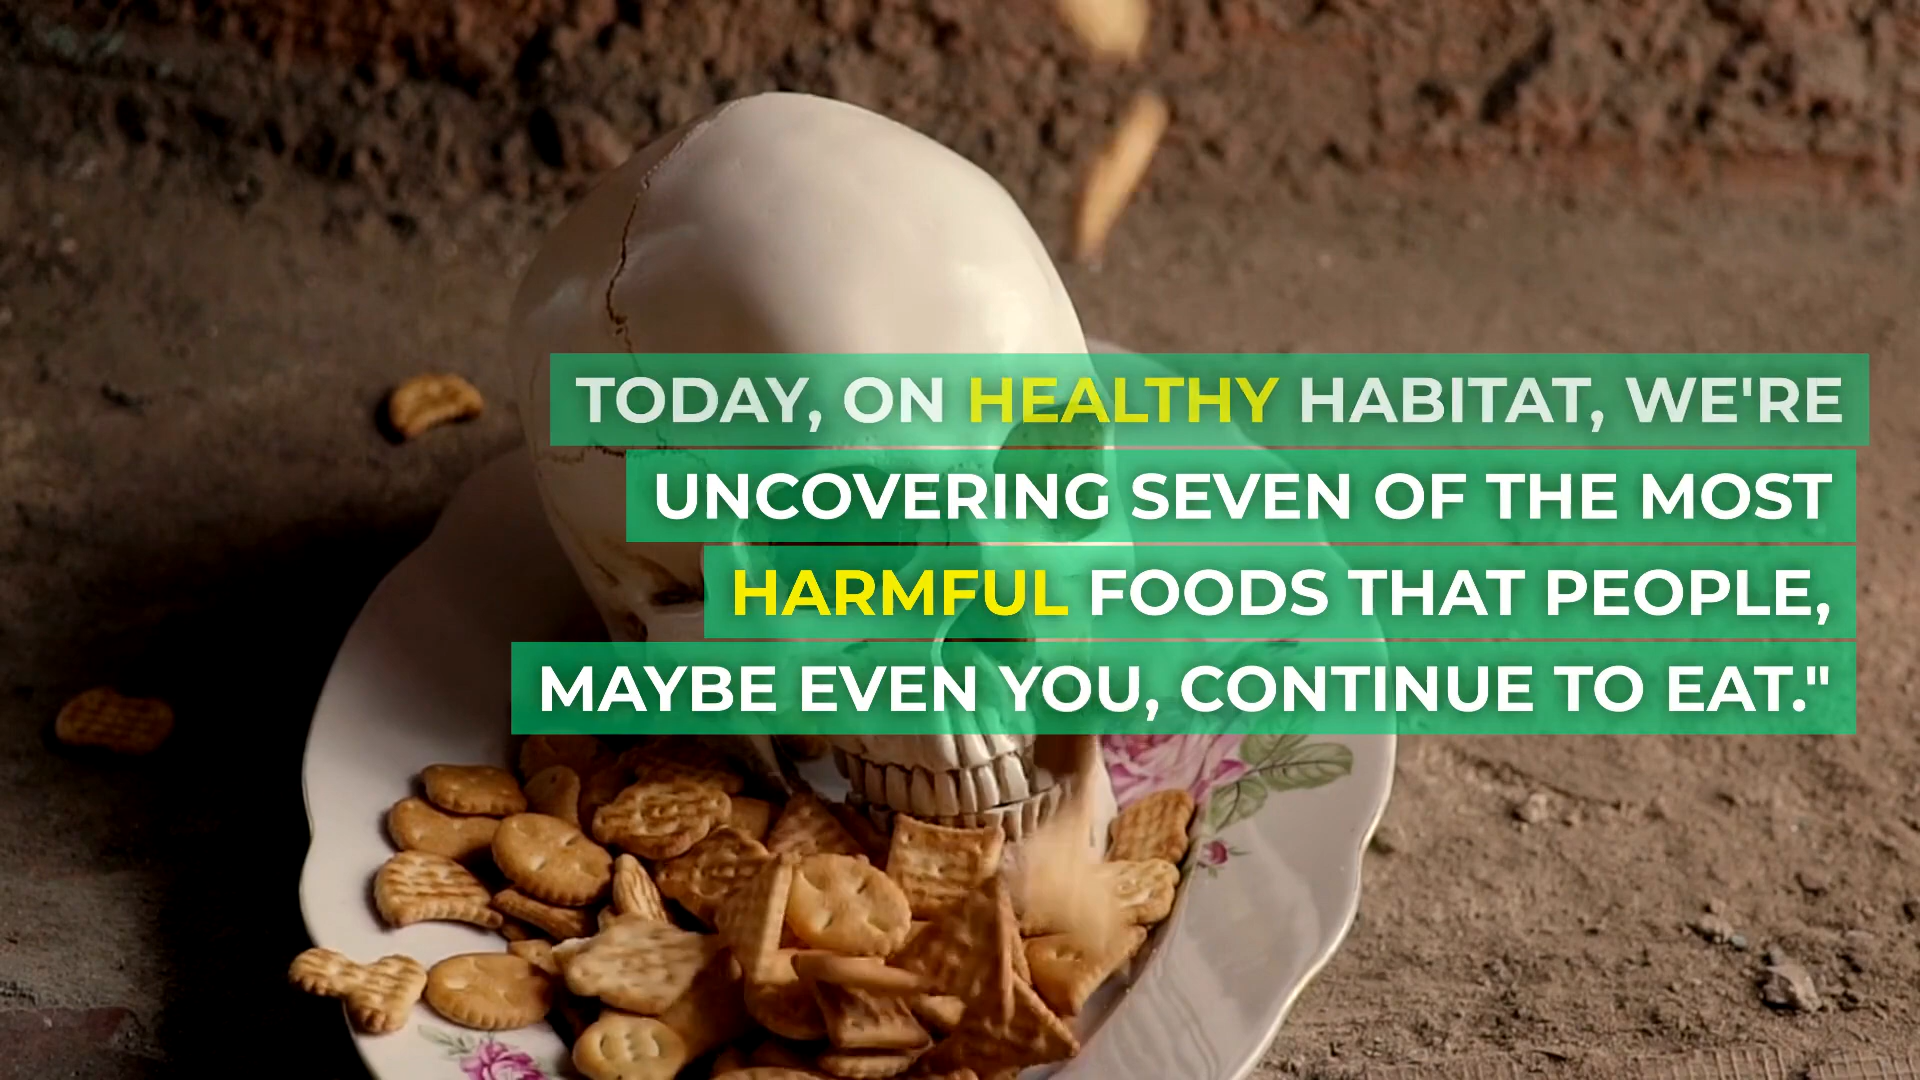 TODAY, ON HEALTHY HABITAT, WE'RE
UNCOVERING SEVEN OF THE MOST
HARMFUL FOODS THAT PEOPLE,
MAYBE EVEN YOU, CONTINUE TO EAT."